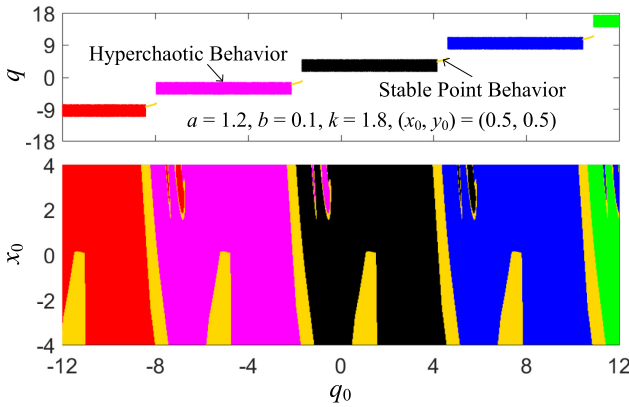 18
9
0
-9
-18
q
Hyperchaotic Behavior
Stable Point Behavior
a = 1.2, b = 0.1, k = 1.8, (x₀, y₀) = (0.5, 0.5)
4
2
0
-2
-4
x₀
-12 -8 -4 0 4 8 12
q₀